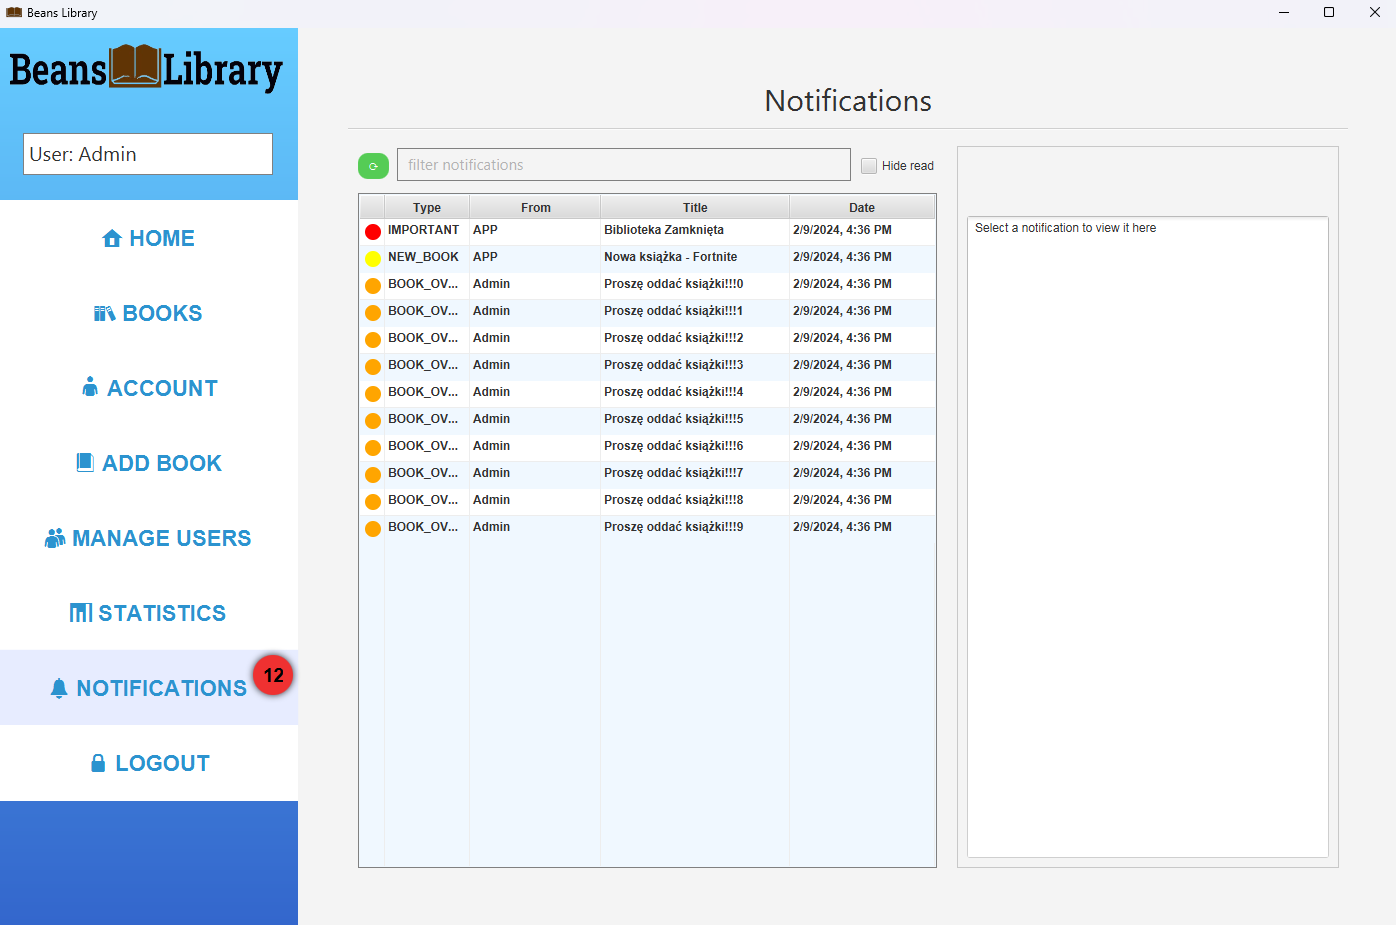 Beans Library
Beans Library
User: Admin
HOME
BOOKS
ACCOUNT
ADD BOOK
MANAGE USERS
STATISTICS
NOTIFICATIONS 12
LOGOUT
Notifications
filter notifications Hide read
Type From Title Date
IMPORTANT APP Biblioteka Zamknięta 2/9/2024, 4:36 PM
NEW_BOOK APP Nowa książka - Fortnite 2/9/2024, 4:36 PM
BOOK_OV... Admin Proszę oddać książki!!!0 2/9/2024, 4:36 PM
BOOK_OV... Admin Proszę oddać książki!!!1 2/9/2024, 4:36 PM
BOOK_OV... Admin Proszę oddać książki!!!2 2/9/2024, 4:36 PM
BOOK_OV... Admin Proszę oddać książki!!!3 2/9/2024, 4:36 PM
BOOK_OV... Admin Proszę oddać książki!!!4 2/9/2024, 4:36 PM
BOOK_OV... Admin Proszę oddać książki!!!5 2/9/2024, 4:36 PM
BOOK_OV... Admin Proszę oddać książki!!!6 2/9/2024, 4:36 PM
BOOK_OV... Admin Proszę oddać książki!!!7 2/9/2024, 4:36 PM
BOOK_OV... Admin Proszę oddać książki!!!8 2/9/2024, 4:36 PM
BOOK_OV... Admin Proszę oddać książki!!!9 2/9/2024, 4:36 PM
Select a notification to view it here